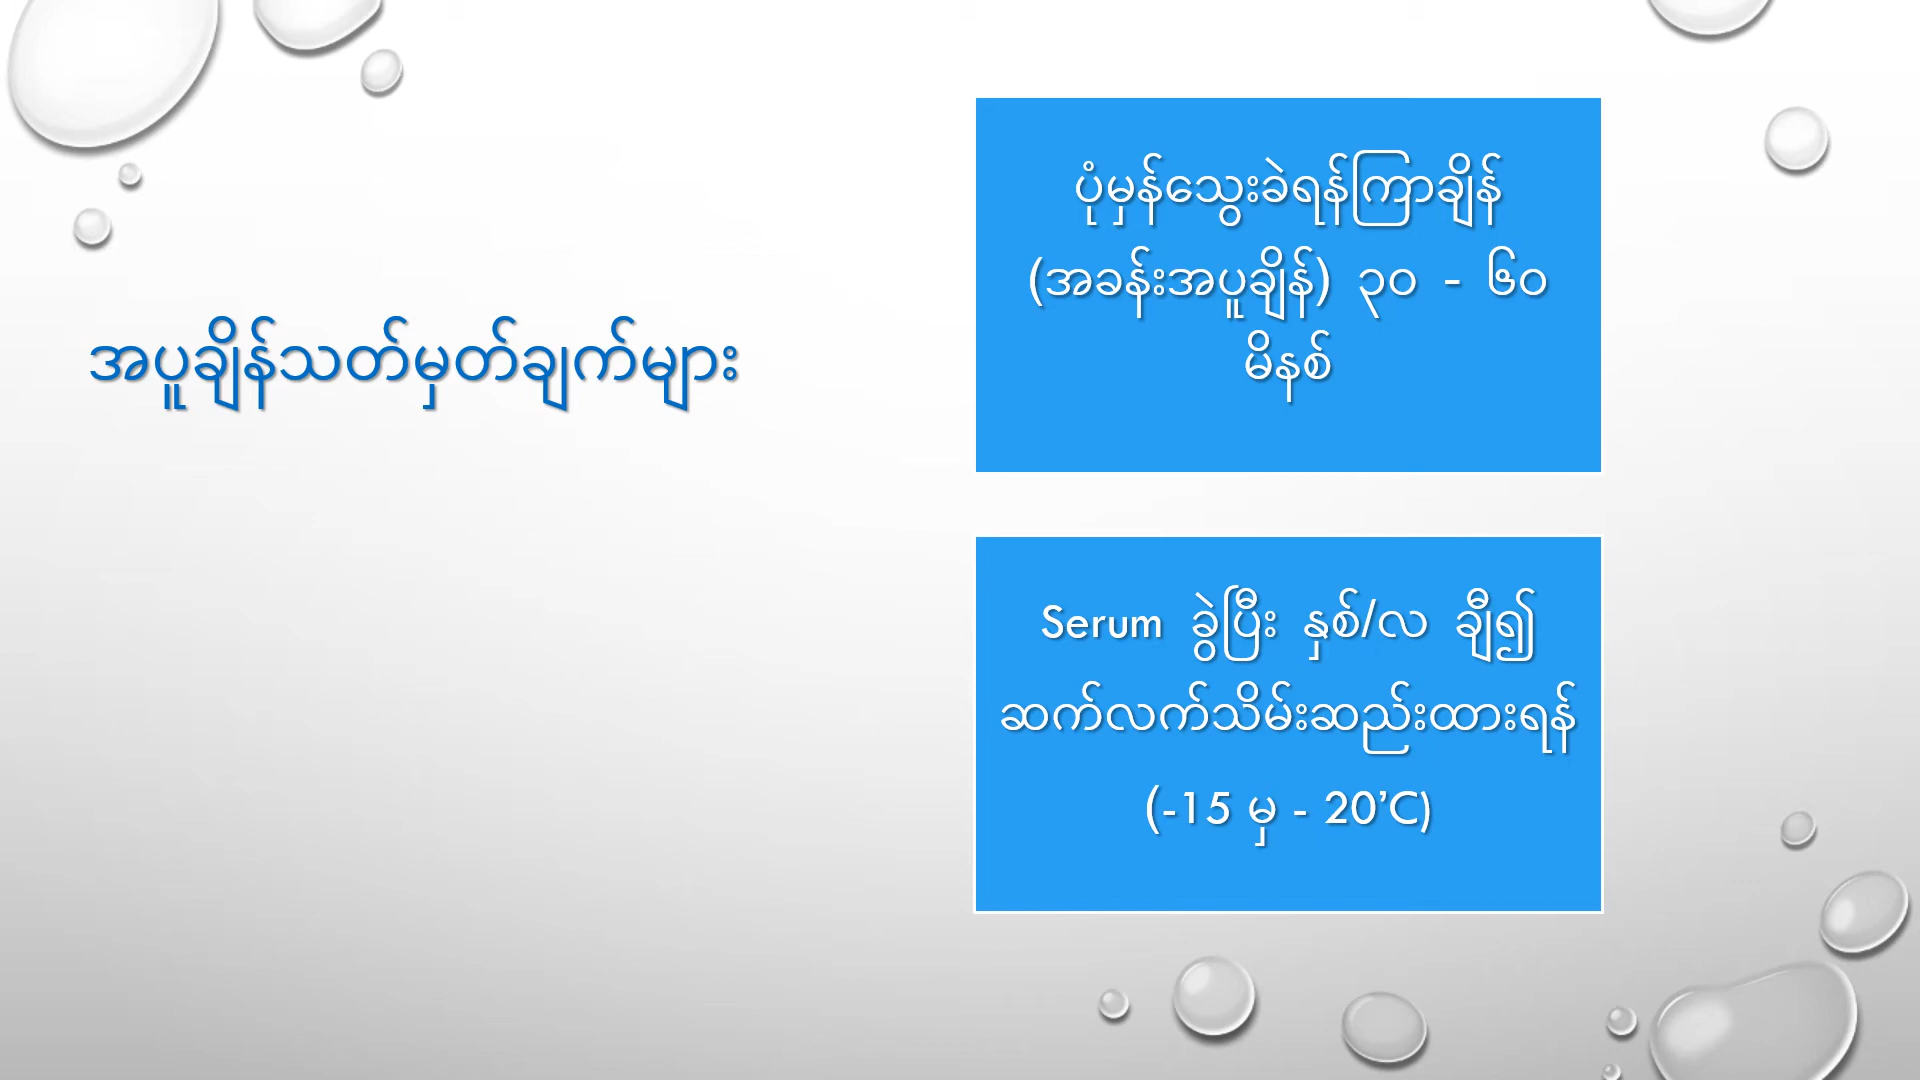 အပူချိန်သတ်မှတ်ချက်များ
ပုံမှန်သွေးခဲရန်ကြာချိန်
(အခန်းအပူချိန်) ၃၀ - ၆၀
မိနစ်
Serum ခွဲပြီး နှစ်/လ ချီ၍
ဆက်လက်သိမ်းဆည်းထားရန်
(-15 မှ - 20’C)